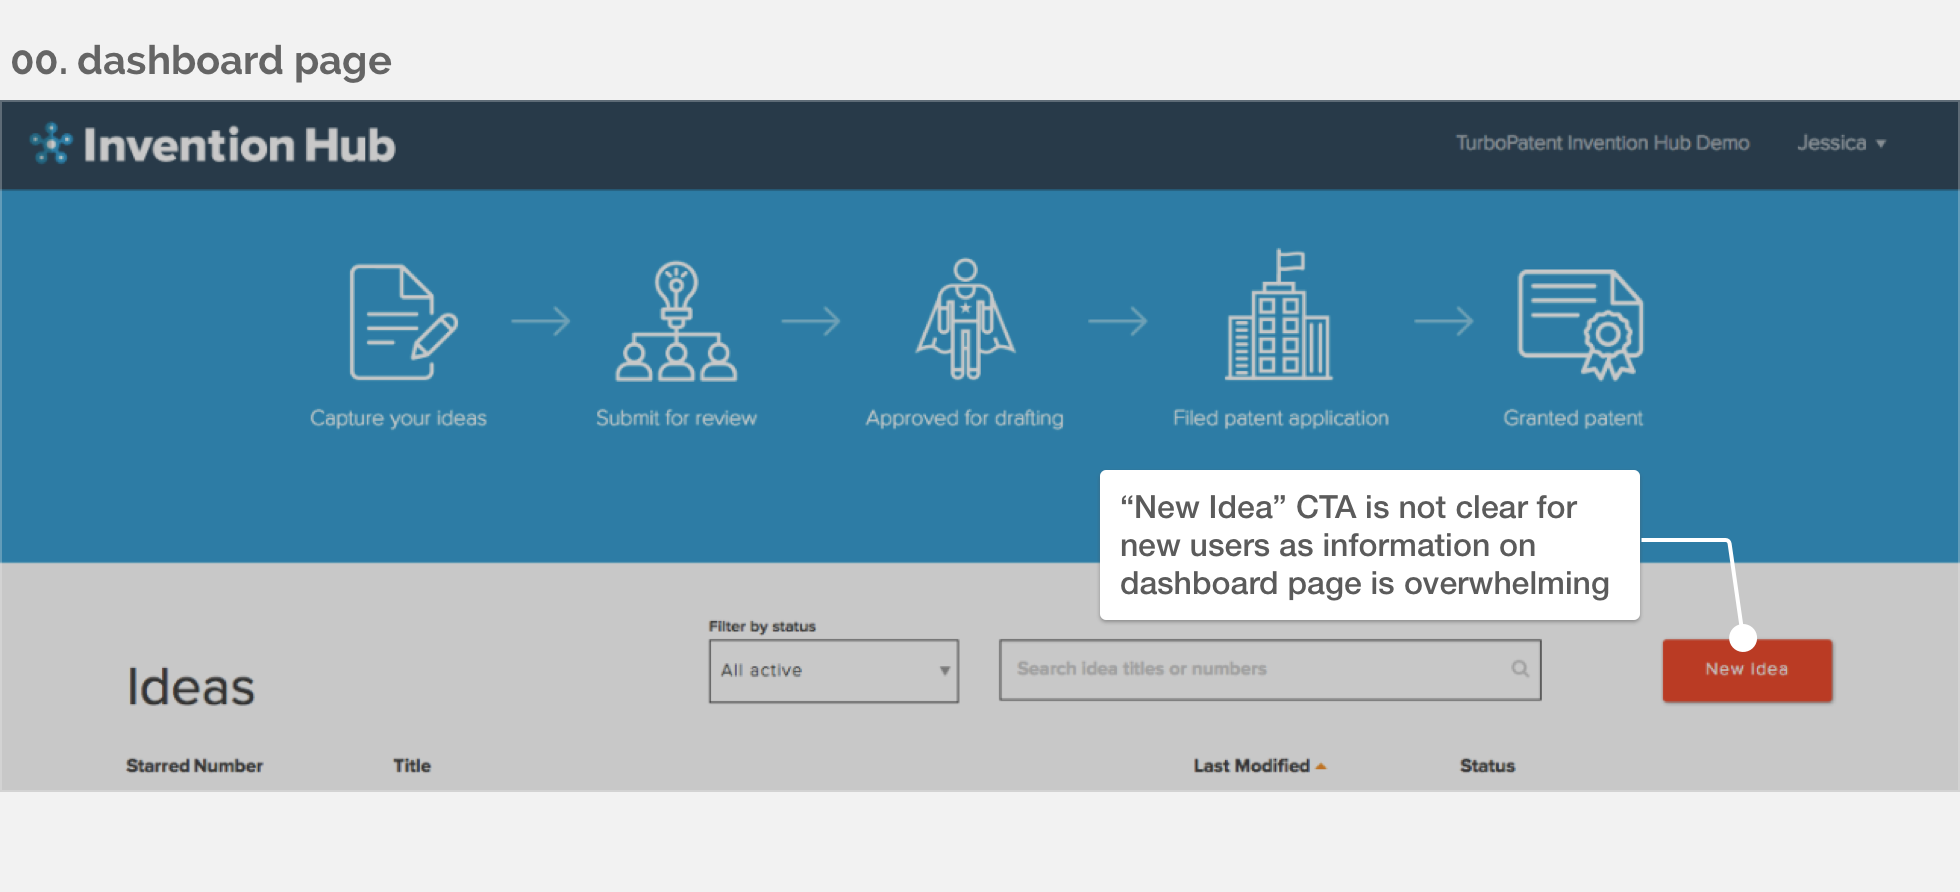 00. dashboard page
Invention Hub
TurboPatent Invention Hub Demo
Jessica
Capture your ideas
Submit for review
Approved for drafting
Filed patent application
Granted patent
“New Idea” CTA is not clear for
new users as information on
dashboard page is overwhelming
Filter by status
Ideas
All active
Search idea titles or numbers
New Idea
Starred Number
Title
Last Modified
Status